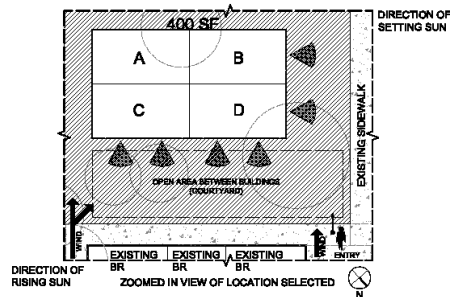 400 SF
DIRECTION OF
SETTING SUN
A
B
C
D
EXISTING SIDEWALK
OPEN AREA BETWEEN BUILDINGS
(COURTYARD)
WIND
WIND
ENTRY
EXISTING
BR
EXISTING
BR
EXISTING
BR
DIRECTION OF
RISING SUN
ZOOMED IN VIEW OF LOCATION SELECTED
N